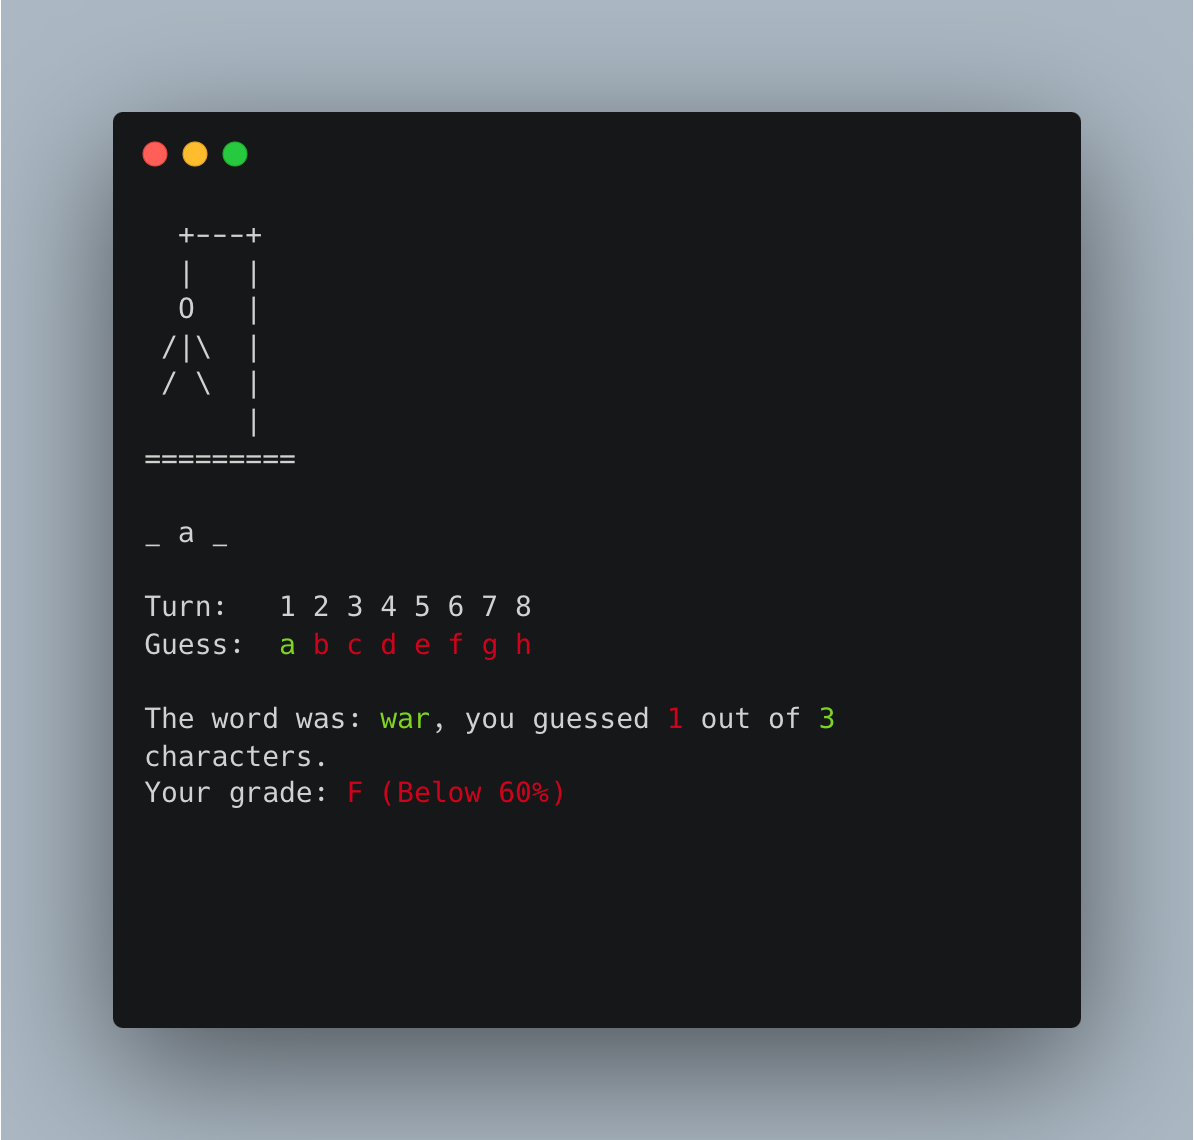 +---+
  |   |
  O   |
 /|\  |
 / \  |
      |
=========
_ a _
Turn:   1 2 3 4 5 6 7 8
Guess:  a b c d e f g h
The word was: war, you guessed 1 out of 3
characters.
Your grade: F (Below 60%)